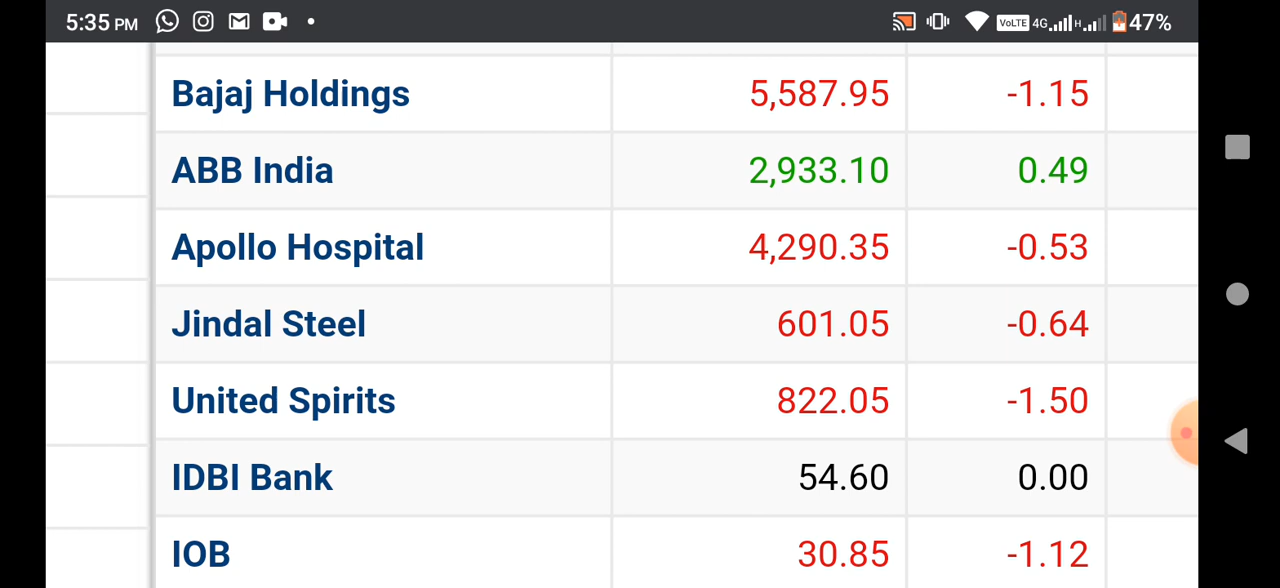 5:35 PM VoLTE 4G H 47%
Bajaj Holdings 5,587.95 -1.15
ABB India 2,933.10 0.49
Apollo Hospital 4,290.35 -0.53
Jindal Steel 601.05 -0.64
United Spirits 822.05 -1.50
IDBI Bank 54.60 0.00
IOB 30.85 -1.12